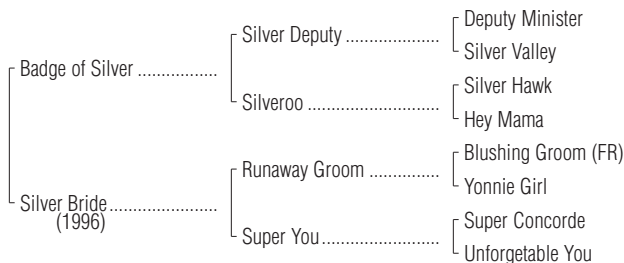 Deputy Minister
Silver Deputy ....................
Silver Valley
Badge of Silver .................
Silver Hawk
Silveroo ............................
Hey Mama
Blushing Groom (FR)
Runaway Groom ...............
Yonnie Girl
Silver Bride.......................
(1996)
Super Concorde
Super You.........................
Unforgetable You